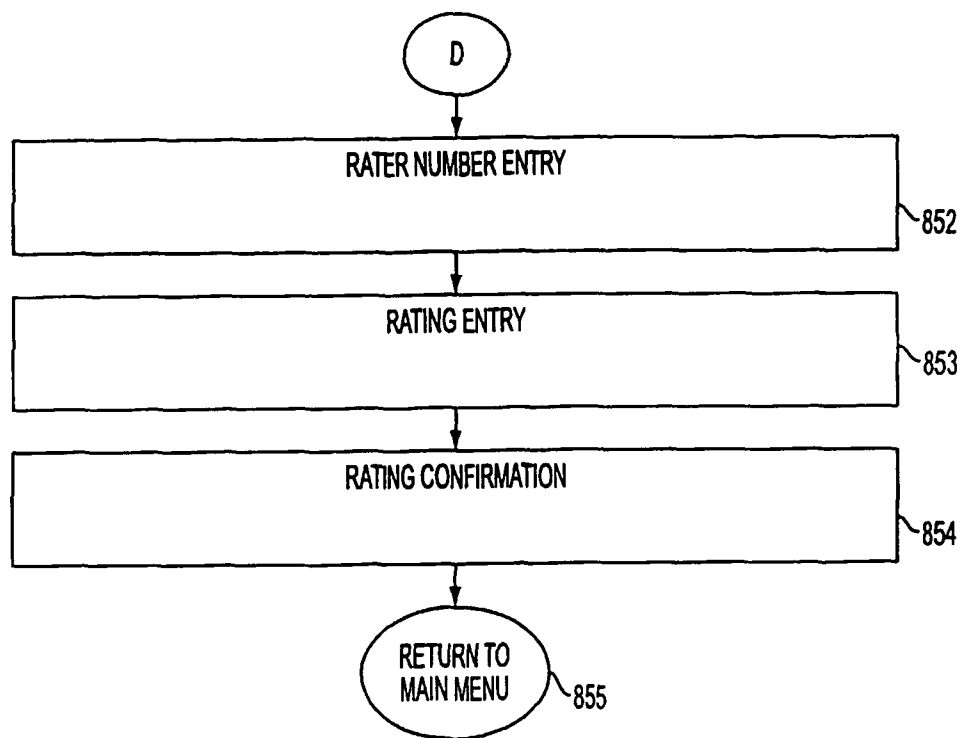 D
RATER NUMBER ENTRY
852
RATING ENTRY
853
RATING CONFIRMATION
854
RETURN TO
MAIN MENU
855